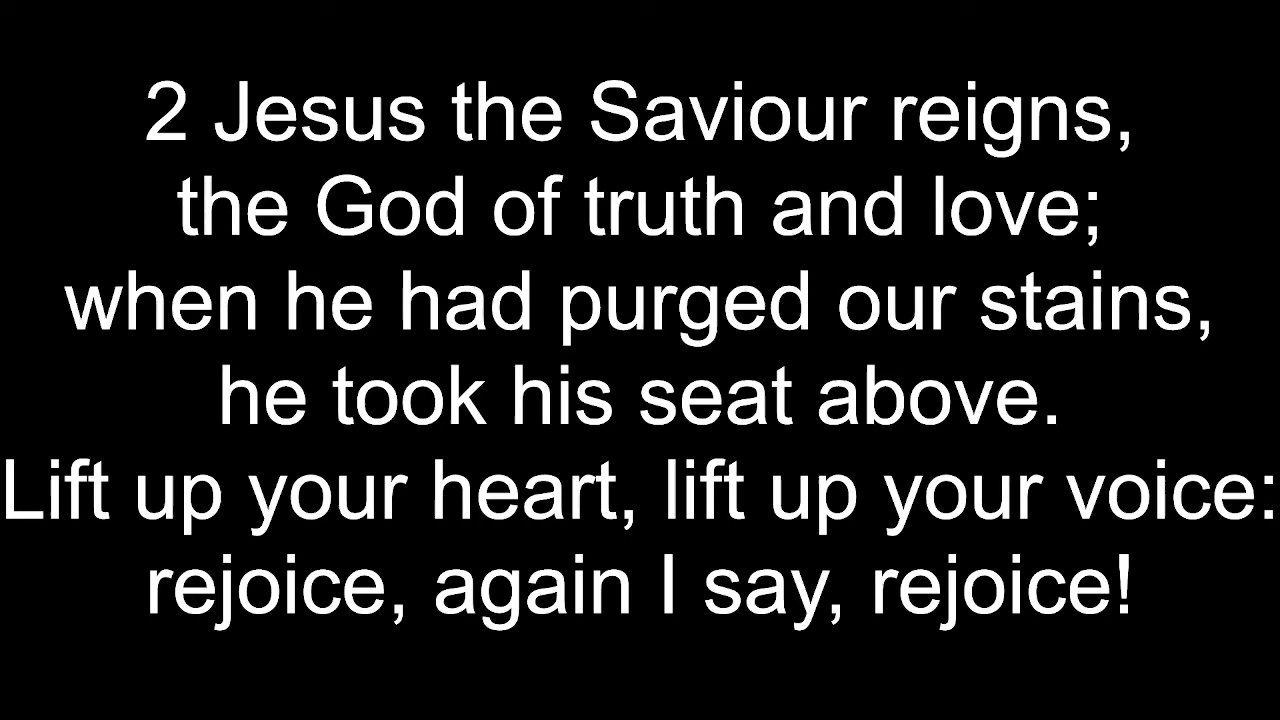 2 Jesus the Saviour reigns,
the God of truth and love;
when he had purged our stains,
he took his seat above.
Lift up your heart, lift up your voice:
rejoice, again I say, rejoice!